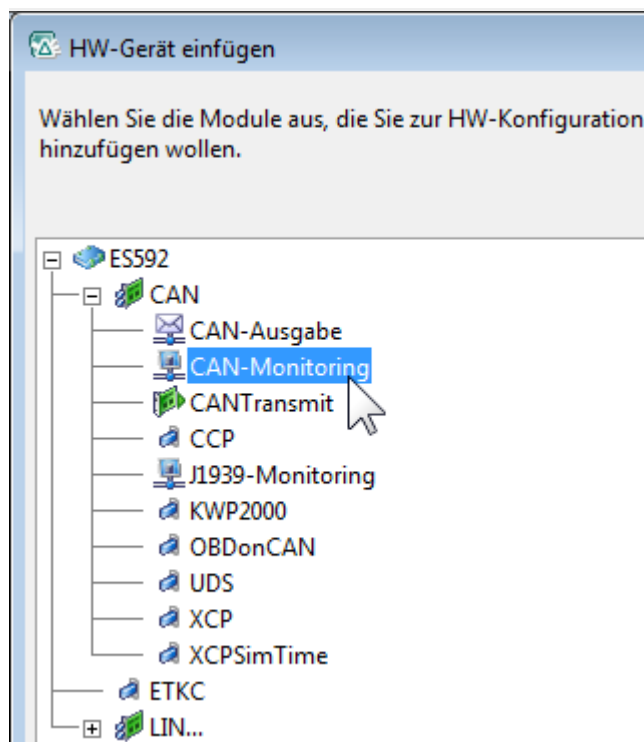 HW-Gerät einfügen
Wählen Sie die Module aus, die Sie zur HW-Konfiguration
hinzufügen wollen.
ES592
CAN
CAN-Ausgabe
CAN-Monitoring
CANTransmit
CCP
J1939-Monitoring
KWP2000
OBDonCAN
UDS
XCP
XCPSimTime
ETKC
LIN...